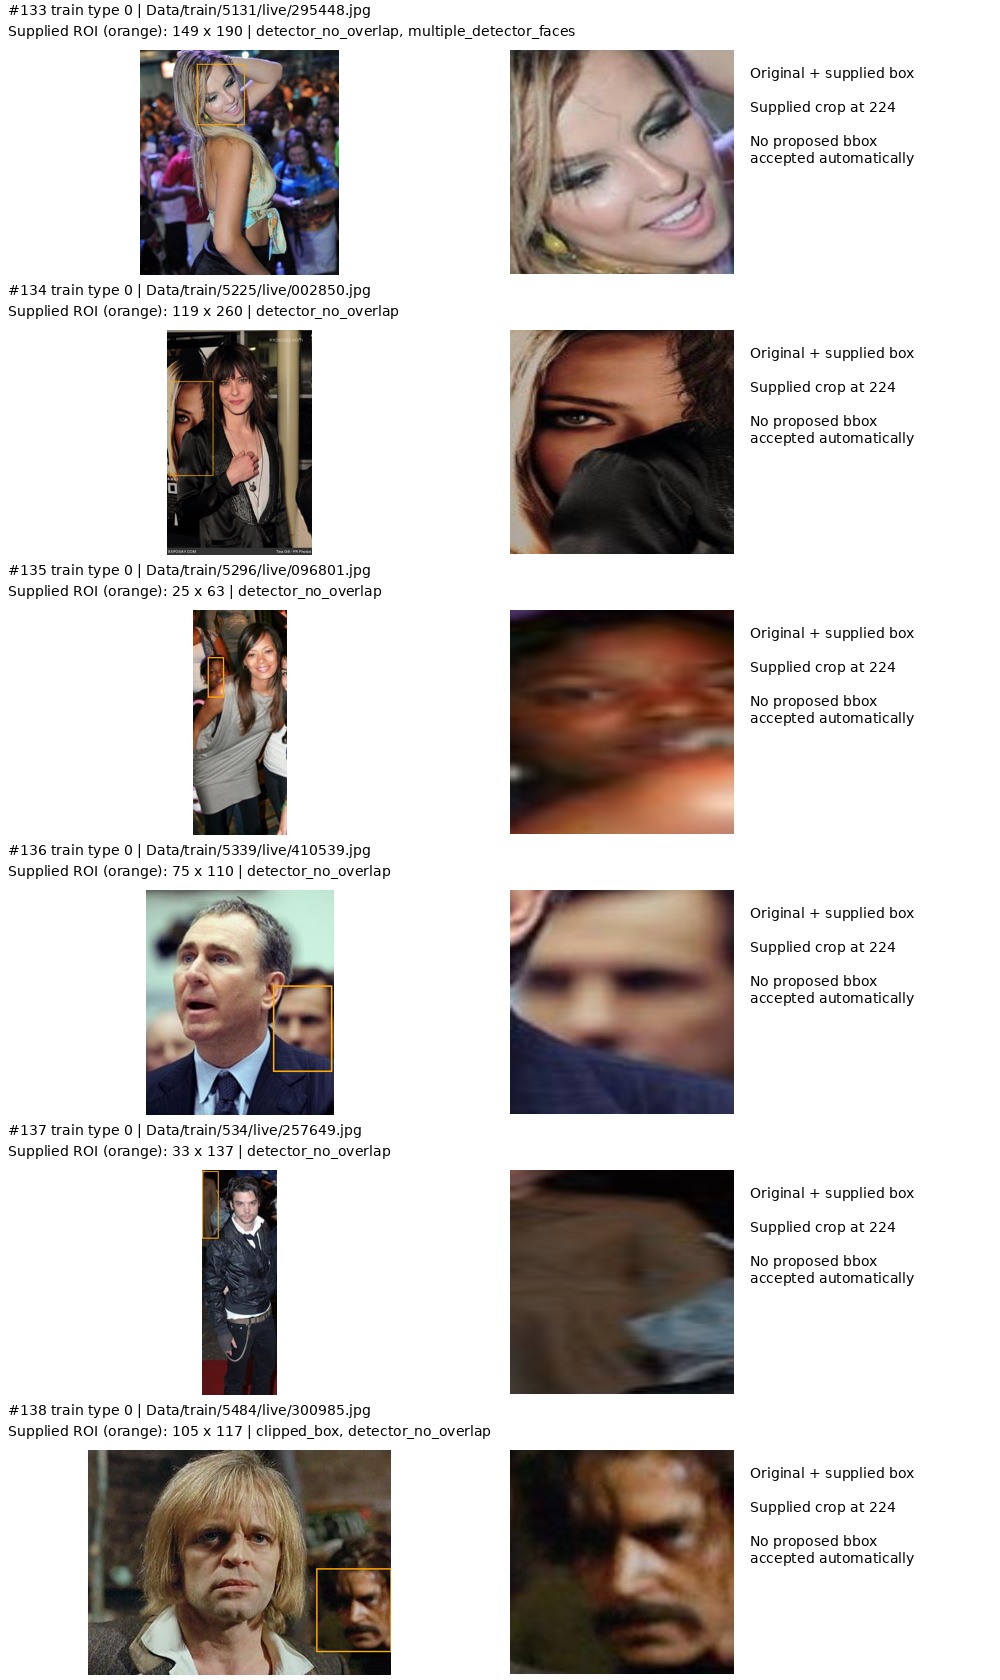 #133 train type 0 | Data/train/5131/live/295448.jpg
Supplied ROI (orange): 149 x 190 | detector_no_overlap, multiple_detector_faces
Original + supplied box
Supplied crop at 224
No proposed bbox
accepted automatically
#134 train type 0 | Data/train/5225/live/002850.jpg
Supplied ROI (orange): 119 x 260 | detector_no_overlap
Original + supplied box
Supplied crop at 224
No proposed bbox
accepted automatically
#135 train type 0 | Data/train/5296/live/096801.jpg
Supplied ROI (orange): 25 x 63 | detector_no_overlap
Original + supplied box
Supplied crop at 224
No proposed bbox
accepted automatically
#136 train type 0 | Data/train/5339/live/410539.jpg
Supplied ROI (orange): 75 x 110 | detector_no_overlap
Original + supplied box
Supplied crop at 224
No proposed bbox
accepted automatically
#137 train type 0 | Data/train/534/live/257649.jpg
Supplied ROI (orange): 33 x 137 | detector_no_overlap
Original + supplied box
Supplied crop at 224
No proposed bbox
accepted automatically
#138 train type 0 | Data/train/5484/live/300985.jpg
Supplied ROI (orange): 105 x 117 | clipped_box, detector_no_overlap
Original + supplied box
Supplied crop at 224
No proposed bbox
accepted automatically